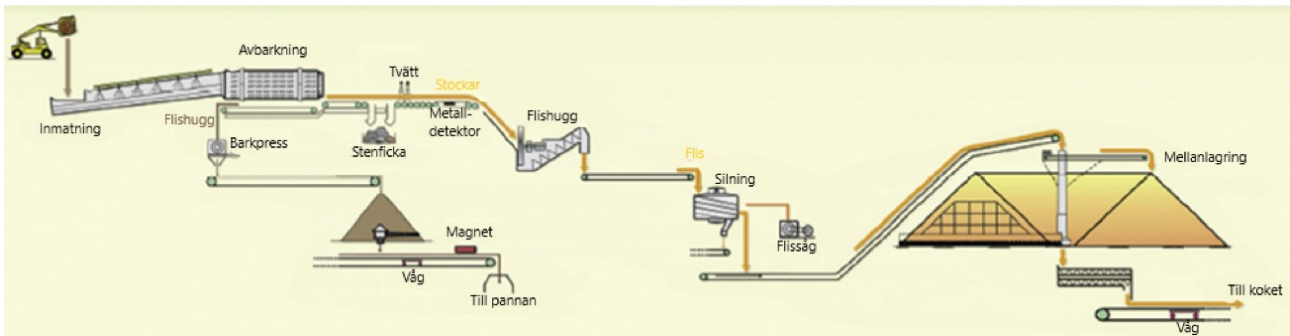 Avbarkning
Tvätt
Stockar
Inmatning
Flishugg
Barkpress
Stenficka
Metall-
detektor
Flishugg
Flis
Silning
Flissåg
Mellanlagring
Magnet
Våg
Till pannan
Till koket
Våg